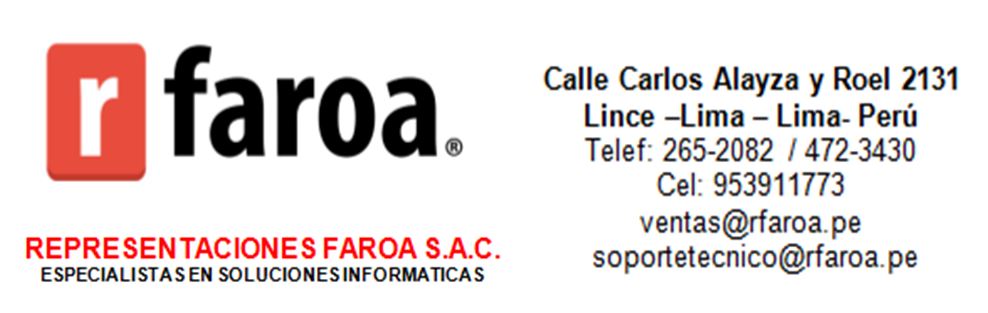 r faroa®
REPRESENTACIONES FAROA S.A.C.
ESPECIALISTAS EN SOLUCIONES INFORMATICAS
Calle Carlos Alayza y Roel 2131
Lince –Lima – Lima- Perú
Telef: 265-2082 / 472-3430
Cel: 953911773
ventas@rfaroa.pe
soportetecnico@rfaroa.pe